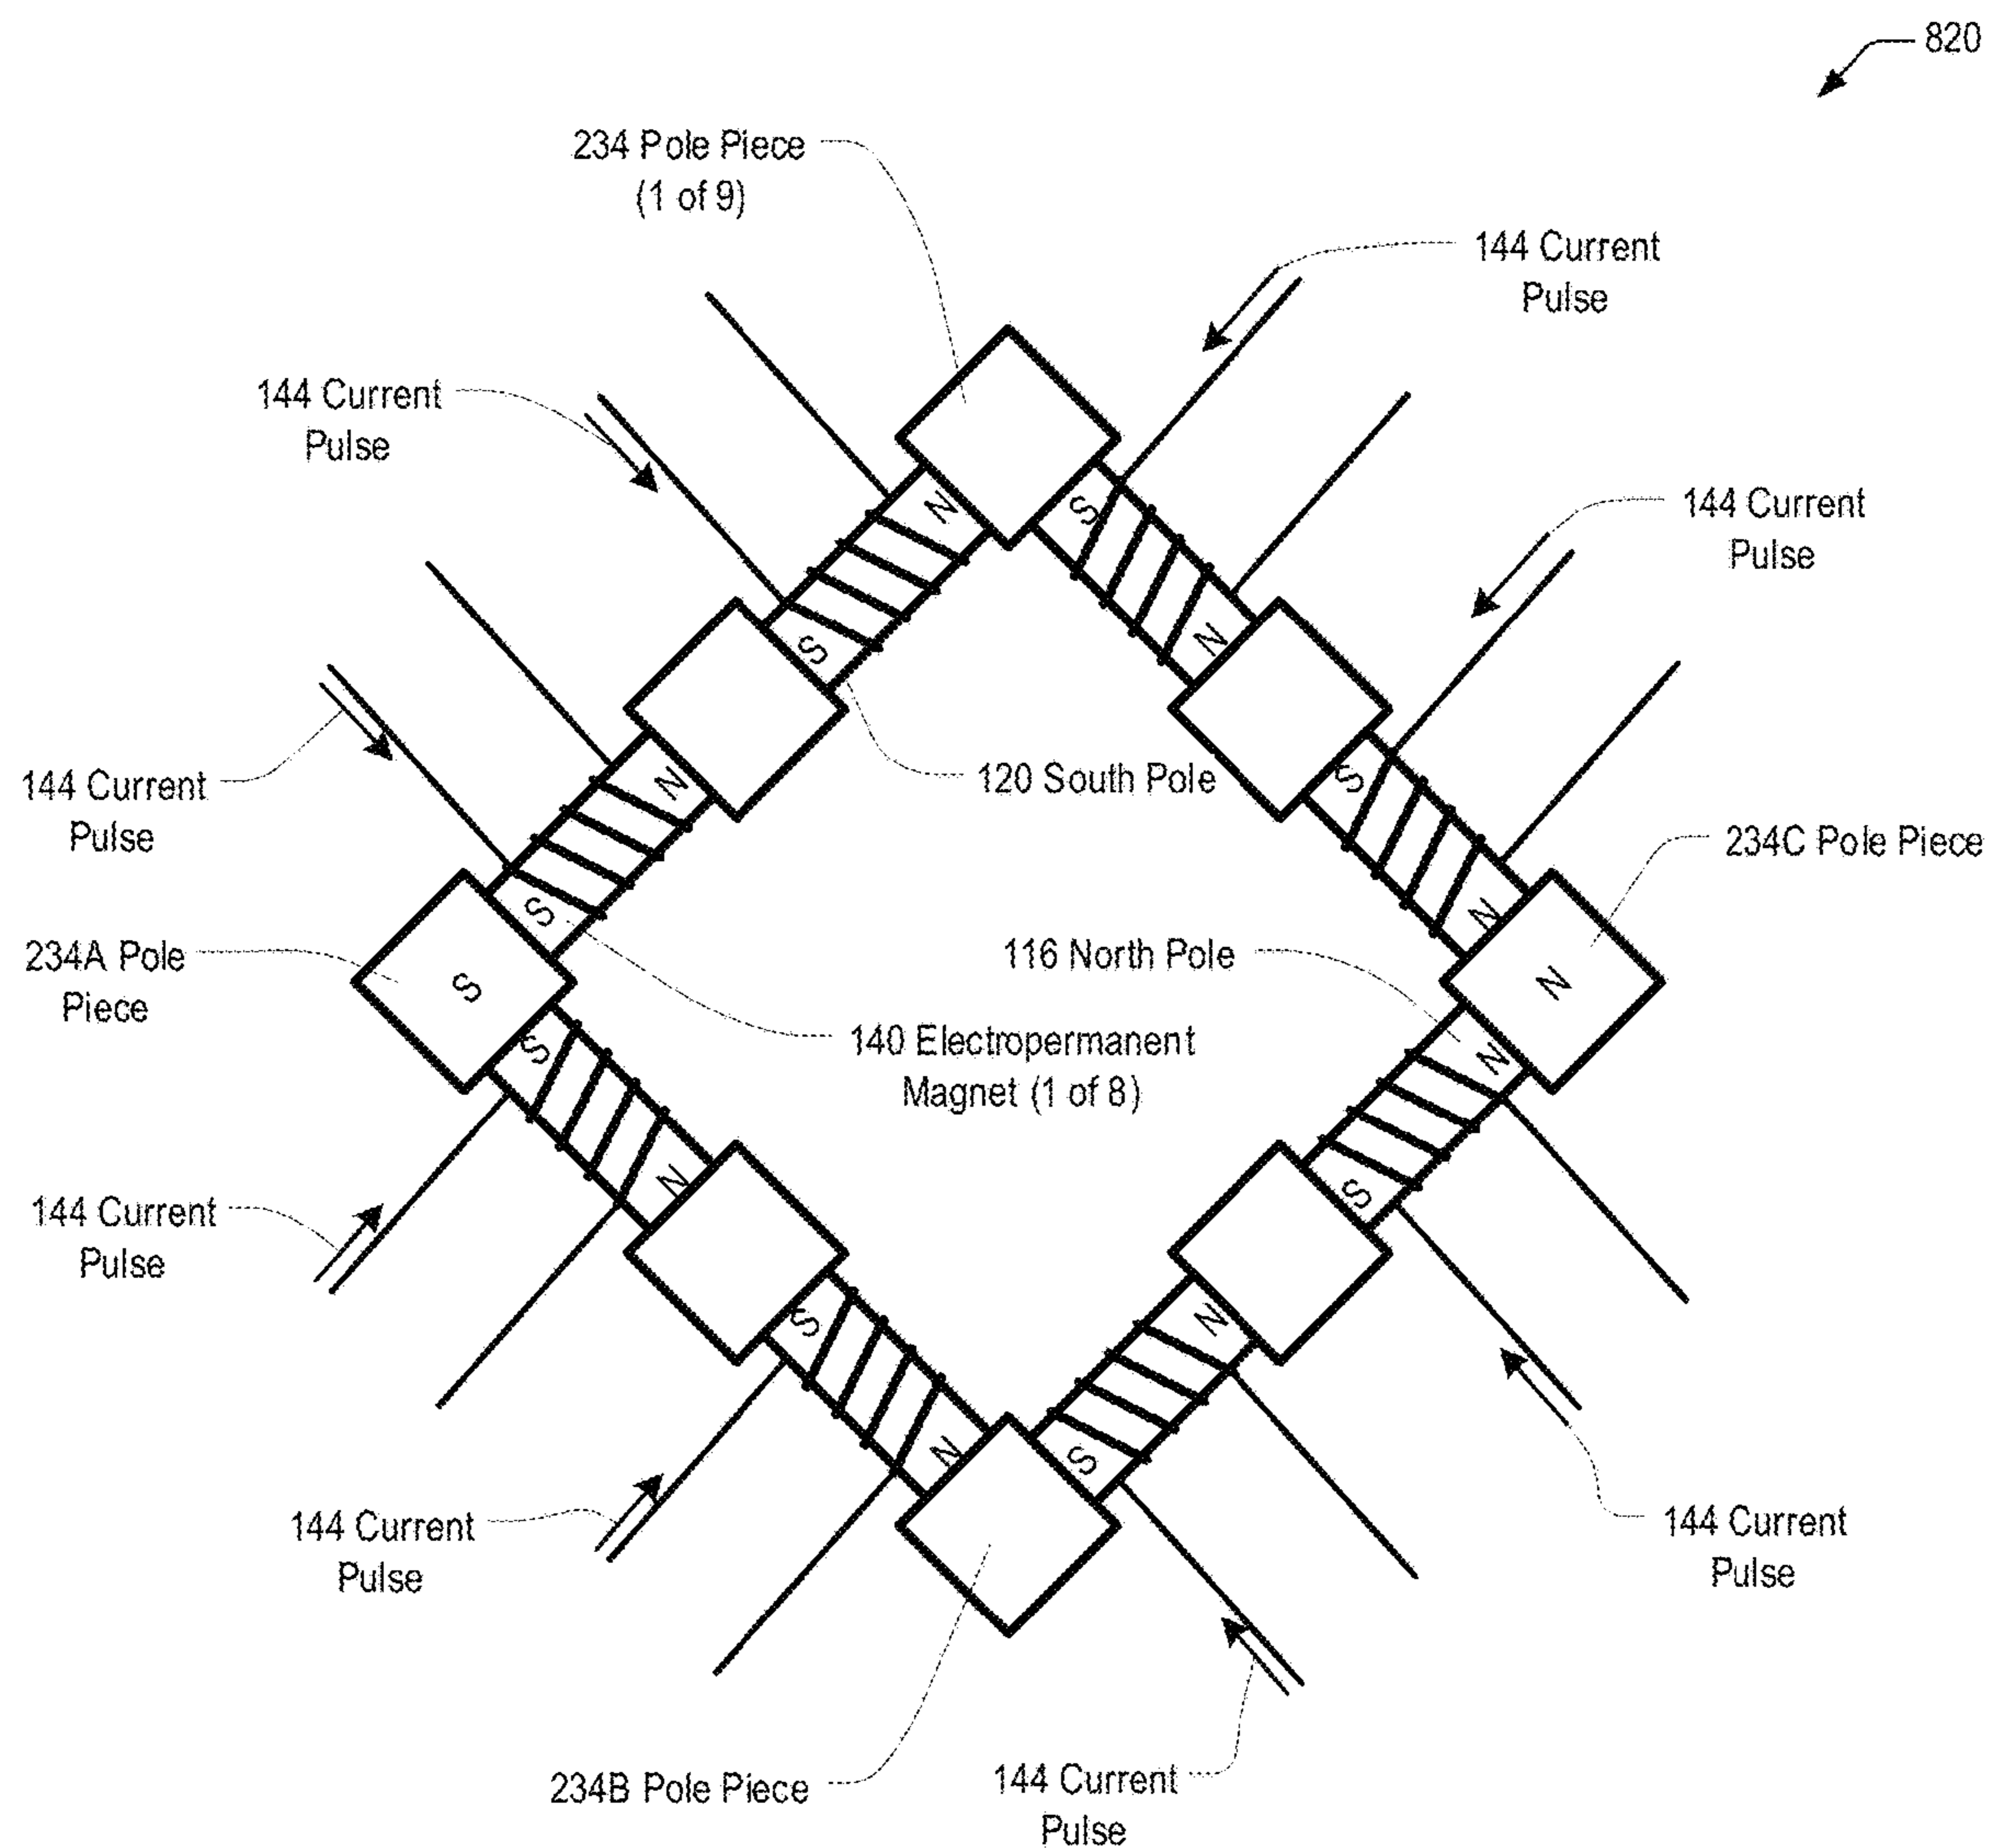 820
234 Pole Piece
(1 of 9)
144 Current
Pulse
144 Current
Pulse
144 Current
Pulse
N
S
S
N
120 South Pole
144 Current
Pulse
N
S
234C Pole Piece
S
N
234A Pole
Piece
S
116 North Pole
N
S
N
140 Electropermanent
Magnet (1 of 8)
N
S
144 Current
Pulse
S
N
N
S
144 Current
Pulse
144 Current
Pulse
234B Pole Piece
144 Current
Pulse